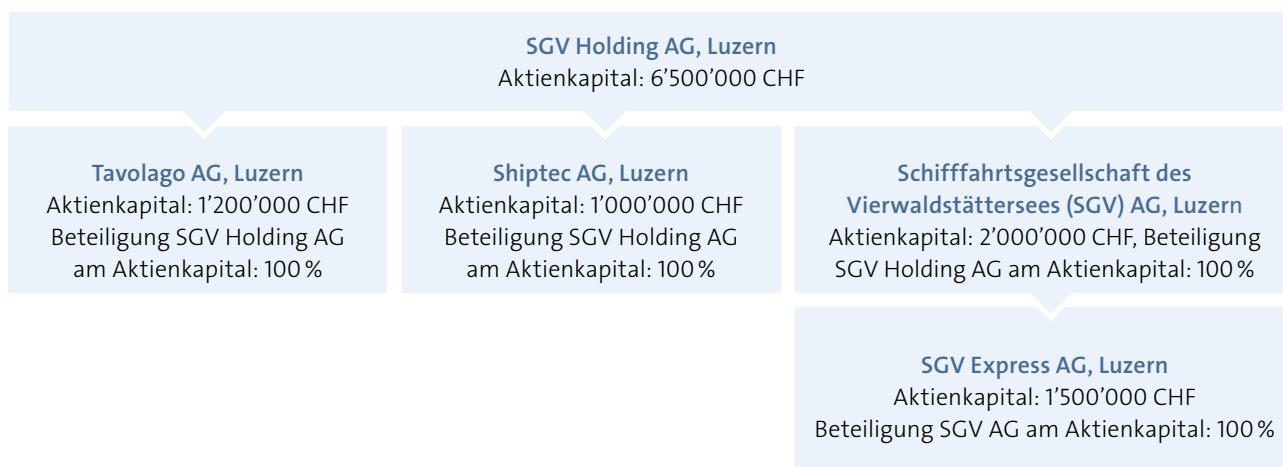 SGV Holding AG, Luzern
Aktienkapital: 6’500’000 CHF
Tavolago AG, Luzern
Aktienkapital: 1’200’000 CHF
Beteiligung SGV Holding AG
am Aktienkapital: 100 %
Shiptec AG, Luzern
Aktienkapital: 1’000’000 CHF
Beteiligung SGV Holding AG
am Aktienkapital: 100 %
Schifffahrtsgesellschaft des
Vierwaldstättersees (SGV) AG, Luzern
Aktienkapital: 2’000’000 CHF, Beteiligung
SGV Holding AG am Aktienkapital: 100 %
SGV Express AG, Luzern
Aktienkapital: 1’500’000 CHF
Beteiligung SGV AG am Aktienkapital: 100 %